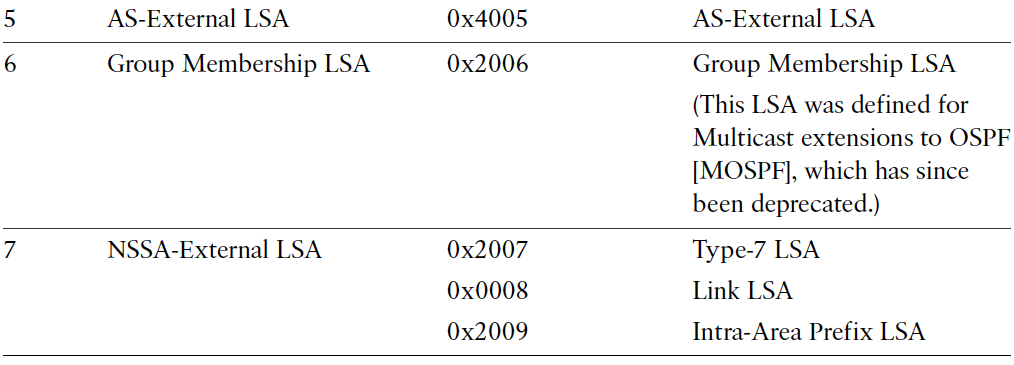 5 AS-External LSA 0x4005 AS-External LSA
6 Group Membership LSA 0x2006 Group Membership LSA
(This LSA was defined for
Multicast extensions to OSPF
[MOSPF], which has since
been deprecated.)
7 NSSA-External LSA 0x2007 Type-7 LSA
0x0008 Link LSA
0x2009 Intra-Area Prefix LSA